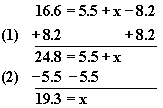 16.6 = 5.5 + x − 8.2
(1) + 8.2 + 8.2
24.8 = 5.5 + x
(2) −5.5 − 5.5
19.3 = x